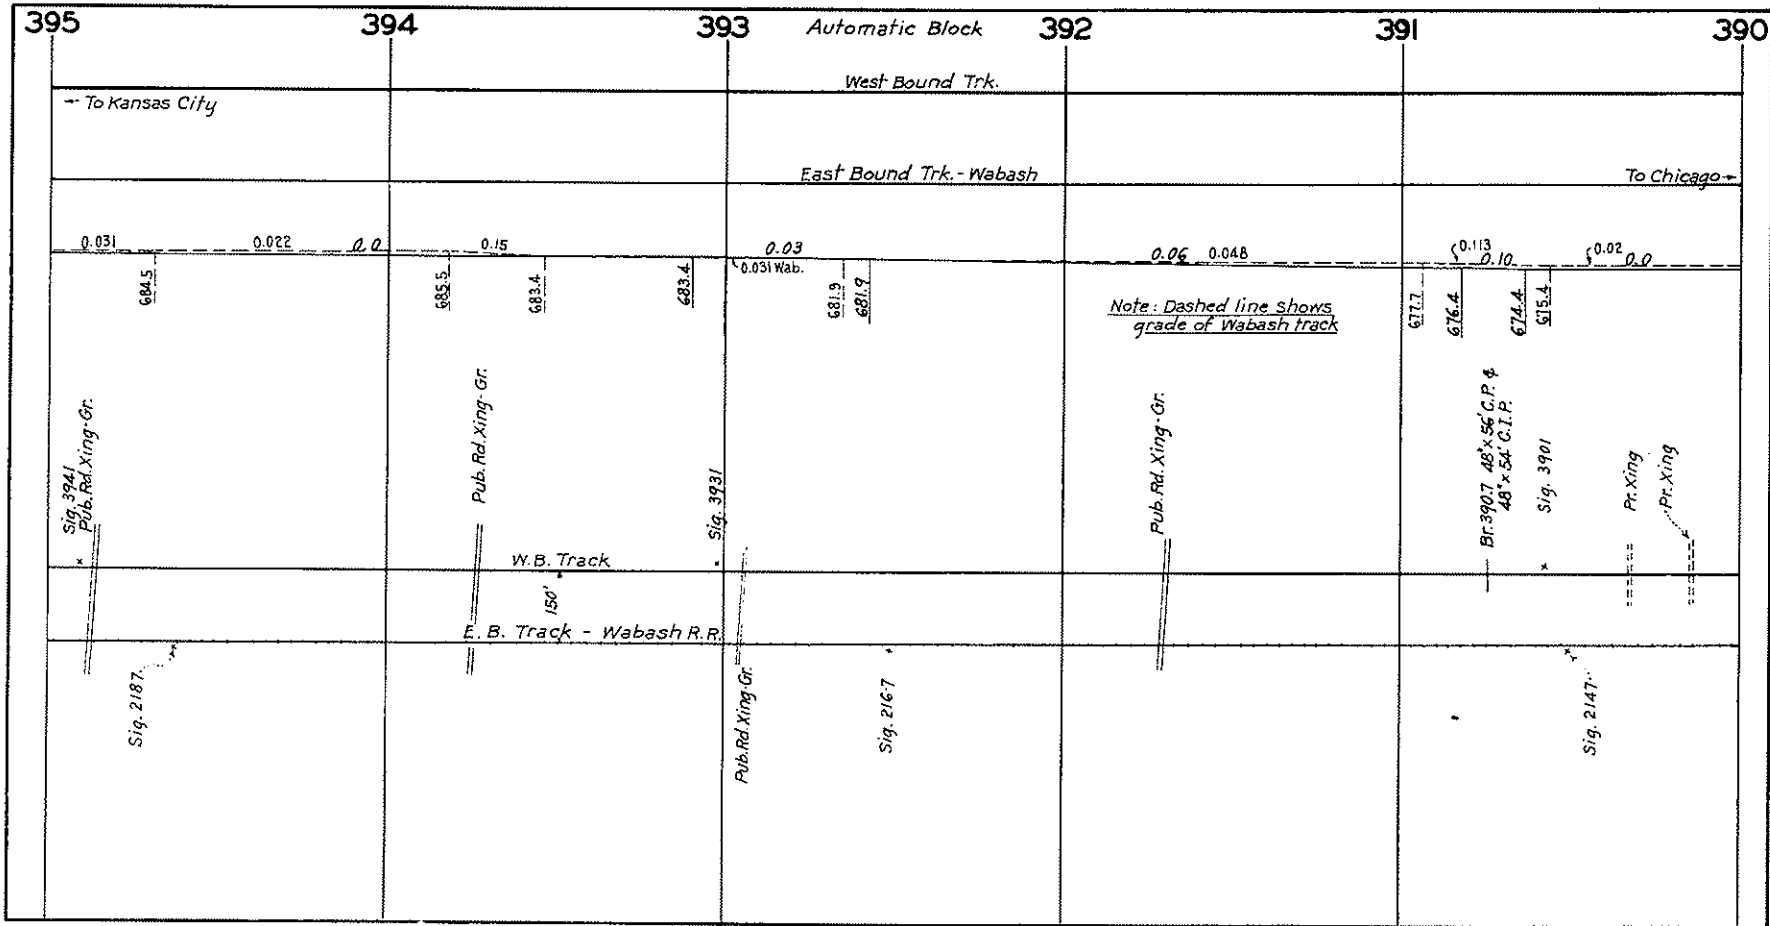 395 394 393 Automatic Block 392 391 390
West Bound Trk.
← To Kansas City
East Bound Trk. - Wabash
To Chicago →
0.031 0.022 0.0 0.15 0.03 0.06 0.048 0.113 0.10 0.02 0.0
0.031 Wab.
684.5
685.5
683.4
683.4
681.9
681.9
677.7
676.4
674.4
675.4
Note: Dashed line shows
grade of Wabash track
Sig. 3941
Pub.Rd.Xing-Gr.
Pub.Rd.Xing-Gr.
Sig. 3931
Pub.Rd.Xing-Gr.
Br.390.7 48"x56' C.P. &
48"x54' C.I.P.
Sig. 3901
Pr.Xing
Pr.Xing
W.B. Track
150'
E.B. Track - Wabash R.R.
Sig. 2187
Pub.Rd.Xing-Gr.
Sig. 2167
Sig. 2147